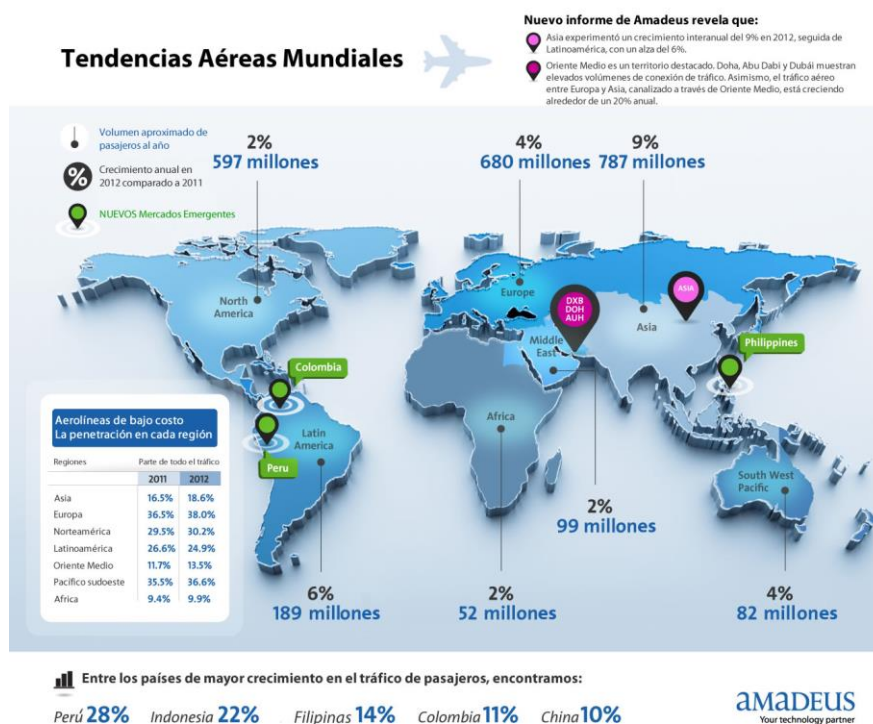 Tendencias Aéreas Mundiales
Nuevo informe de Amadeus revela que:
Asia experimentó un crecimiento interanual del 9% en 2012, seguida de
Latinoamérica, con un alza del 6%.
Oriente Medio es un territorio destacado. Doha, Abu Dabi y Dubái muestran
elevados volúmenes de conexión de tráfico. Asimismo, el tráfico aéreo
entre Europa y Asia, canalizado a través de Oriente Medio, está creciendo
alrededor de un 20% anual.
Volumen aproximado de
pasajeros al año
%
Crecimiento anual en
2012 comparado a 2011
NUEVOS Mercados Emergentes
2%
597 millones
4%
680 millones
9%
787 millones
North
America
Europe
DXB
DOH
AUH
ASIA
Asia
Middle
East
Philippines
Colombia
Peru
Latin
America
Africa
South West
Pacific
2%
99 millones
6%
189 millones
2%
52 millones
4%
82 millones
Aerolíneas de bajo costo
La penetración en cada región
Regiones Parte de todo el tráfico
2011 2012
Asia 16.5% 18.6%
Europa 36.5% 38.0%
Norteamérica 29.5% 30.2%
Latinoamérica 26.6% 24.9%
Oriente Medio 11.7% 13.5%
Pacífico sudoeste 35.5% 36.6%
Africa 9.4% 9.9%
Entre los países de mayor crecimiento en el tráfico de pasajeros, encontramos:
Perú 28% Indonesia 22% Filipinas 14% Colombia 11% China 10%
amadeus
Your technology partner